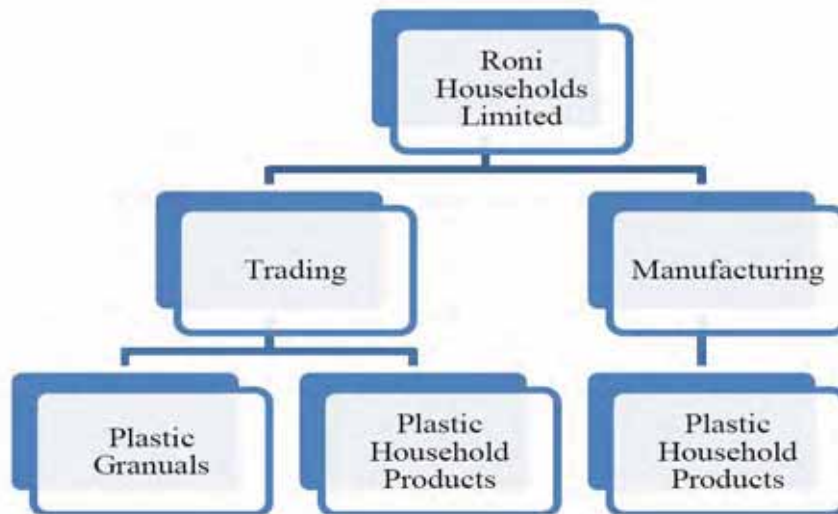 Roni
Households
Limited
Trading
Manufacturing
Plastic
Granuals
Plastic
Household
Products
Plastic
Household
Products